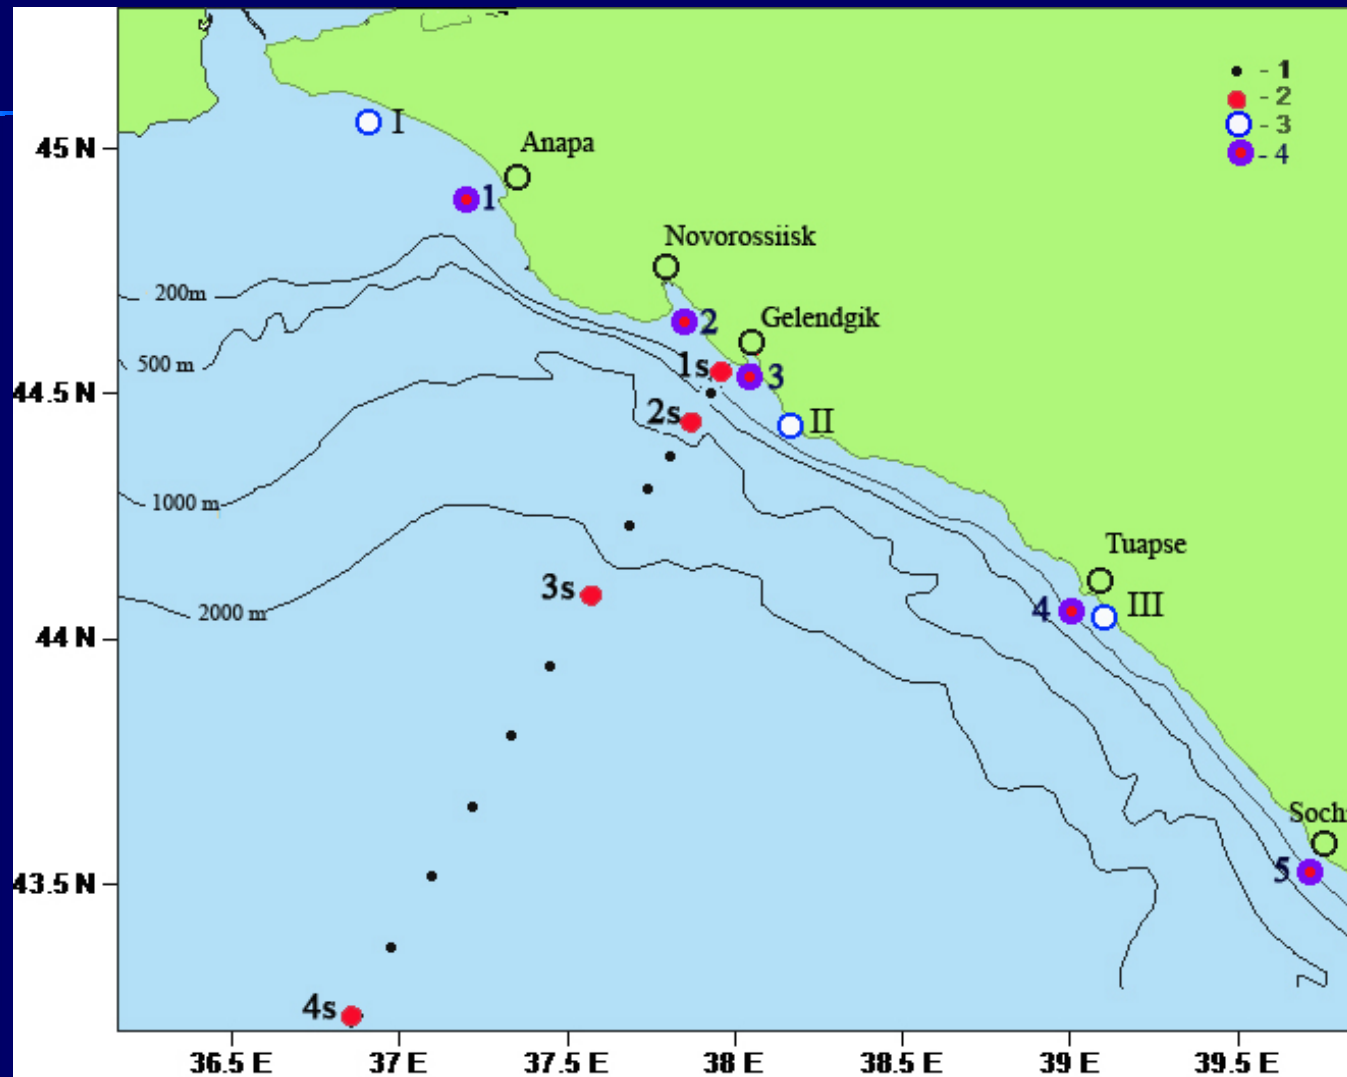 - 1
- 2
- 3
- 4
I
Anapa
45 N
1
Novorossiisk
200m
2
Gelendgik
500 m
1s
3
44.5 N
2s
II
1000 m
Tuapse
3s
2000 m
4
III
44 N
Soch
43.5 N
5
4s
36.5 E
37 E
37.5 E
38 E
38.5 E
39 E
39.5 E